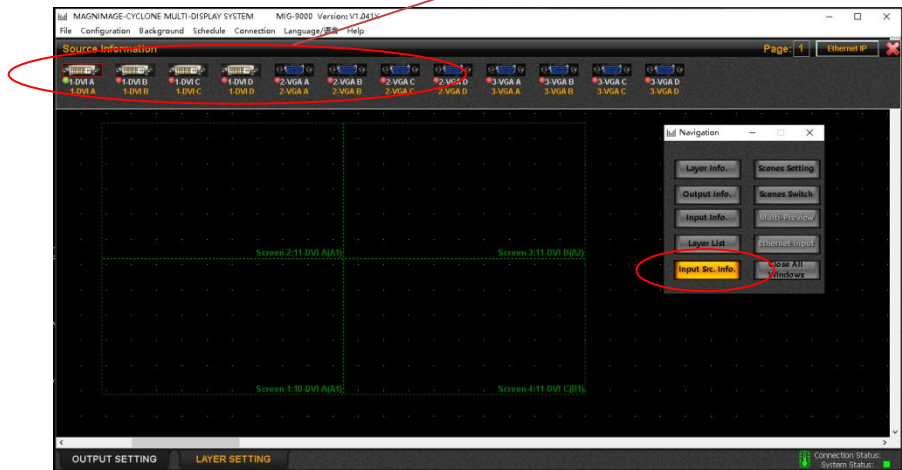 MAGNIMAGE-CYCLONE MULTI-DISPLAY SYSTEM MIG-9000 Version: V1.041X
File Configuration Background Schedule Connection Language/语言 Help
Source Information Page: 1 Ethernet IP
1-DVI A 1-DVI B 1-DVI C 1-DVI D 2-VGA A 2-VGA B 2-VGA C 2-VGA D 3-VGA A 3-VGA B 3-VGA C 3-VGA D
1-DVI A 1-DVI B 1-DVI C 1-DVI D 2-VGA A 2-VGA B 2-VGA C 2-VGA D 3-VGA A 3-VGA B 3-VGA C 3-VGA D
Navigation
Layer Info. Scenes Setting
Output Info. Scenes Switch
Input Info. Multi-Preview
Layer List Ethernet Input
Input Src. Info. Close All
Windows
Screen-2:11-DVI A(A1) Screen-3:11-DVI B(A2)
Screen-1:10-DVI A(A1) Screen-4:11-DVI C(B1)
OUTPUT SETTING LAYER SETTING
Connection Status:
System Status: